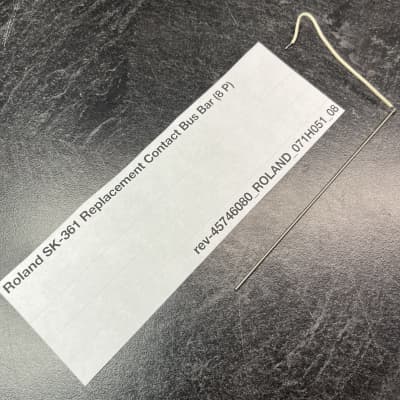 Roland SK-361 Replacement Contact Bus Bar (8 P)
rev-45746080_ROLAND_071H051_08